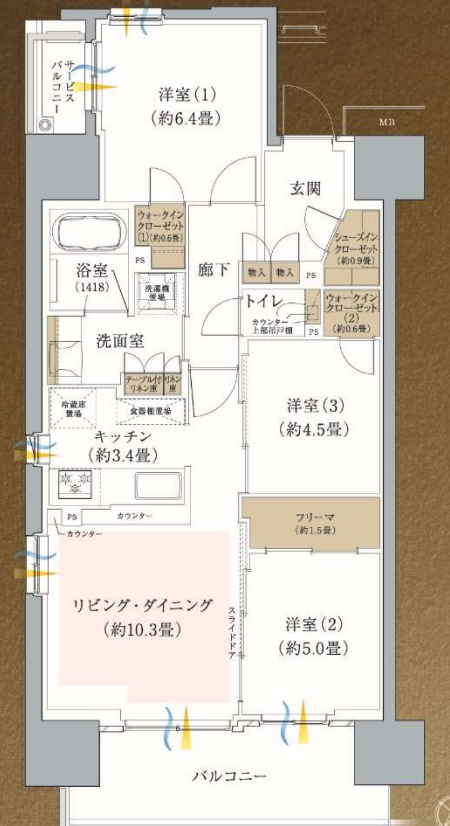 サービス
バルコニー
洋室(1)
(約6.4畳)
MB
玄関
ウォークイン
クローゼット
(1)(約0.6畳)
PS
浴室
(1418)
洗濯機
置場
廊下
物入
物入
PS
シューズイン
クローゼット
(約0.9畳)
トイレ
カウンター
上部吊戸棚
PS
ウォークイン
クローゼット
(2)
(約0.6畳)
洗面室
テーブル付
リネン庫
リネン庫
冷蔵庫
置場
食器棚置場
キッチン
(約3.4畳)
洋室(3)
(約4.5畳)
PS
カウンター
カウンター
フリーマ
(約1.5畳)
リビング・ダイニング
(約10.3畳)
スライドドア
洋室(2)
(約5.0畳)
バルコニー